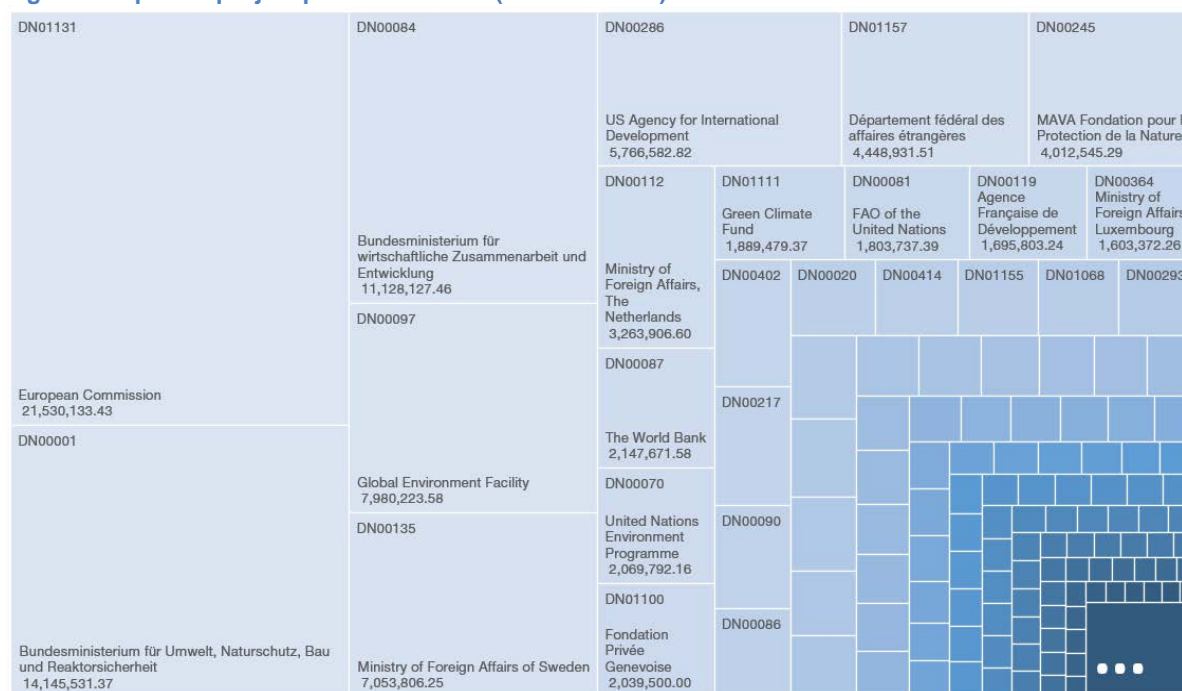 DN01131
European Commission
21,530,133.43
DN00001
Bundesministerium für Umwelt, Naturschutz, Bau
und Reaktorsicherheit
14,145,531.37
DN00084
Bundesministerium für
wirtschaftliche Zusammenarbeit und
Entwicklung
11,128,127.46
DN00097
Global Environment Facility
7,980,223.58
DN00135
Ministry of Foreign Affairs of Sweden
7,053,806.25
DN00286
US Agency for International
Development
5,766,582.82
DN01157
Département fédéral des
affaires étrangères
4,448,931.51
DN00245
MAVA Fondation pour
Protection de la Nature
4,012,545.29
DN00112
Ministry of
Foreign Affairs,
The
Netherlands
3,263,906.60
DN00087
The World Bank
2,147,671.58
DN00070
United Nations
Environment
Programme
2,069,792.16
DN01100
Fondation
Privée
Genevoise
2,039,500.00
DN01111
Green Climate
Fund
1,889,479.37
DN00081
FAO of the
United Nations
1,803,737.39
DN00119
Agence
Française de
Développement
1,695,803.24
DN00364
Ministry of
Foreign Affairs
Luxembourg
1,603,372.26
DN00402
DN00020
DN00414
DN01155
DN01068
DN00293
DN00217
DN00090
DN00086